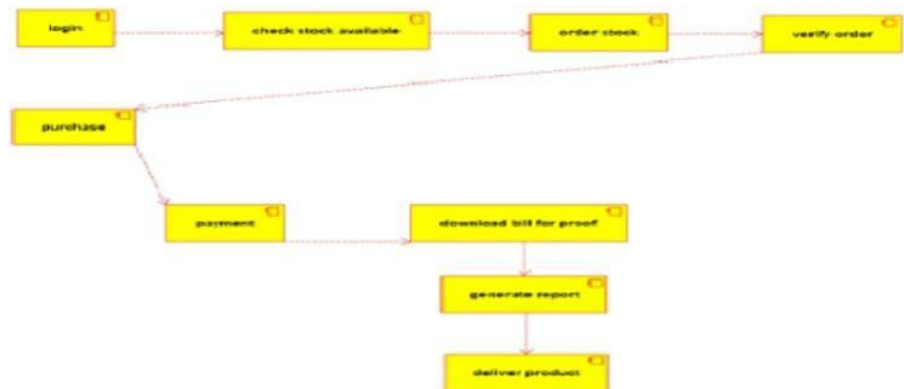 login
check stock available
order stock
verify order
purchase
payment
download bill for proof
generate report
deliver product